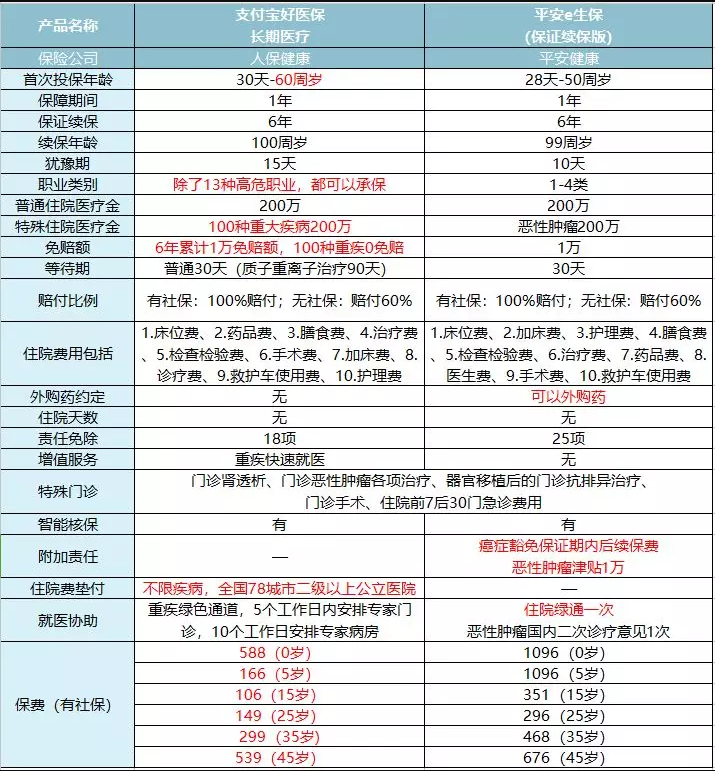 产品名称
支付宝好医保
长期医疗
平安e生保
(保证续保版)
保险公司
人保健康
平安健康
首次投保年龄
30天-60周岁
28天-50周岁
保障期间
1年
1年
保证续保
6年
6年
续保年龄
100周岁
99周岁
犹豫期
15天
10天
职业类别
除了13种高危职业，都可以承保
1-4类
普通住院医疗金
200万
200万
特殊住院医疗金
100种重大疾病200万
恶性肿瘤200万
免赔额
6年累计1万免赔额，100种重疾0免赔
1万
等待期
普通30天（质子重离子治疗90天）
30天
赔付比例
有社保：100%赔付；无社保：赔付60%
有社保：100%赔付；无社保：赔付60%
住院费用包括
1.床位费、2.药品费、3.膳食费、4.治疗费
、5.检查检验费、6.手术费、7.加床费、8.
诊疗费、9.救护车使用费、10.护理费
1.床位费、2.加床费、3.护理费、4.膳食费
、5.检查检验费、6.治疗费、7.药品费、8.
医生费、9.手术费、10.救护车使用费
外购药约定
无
可以外购药
住院天数
无
无
责任免除
18项
25项
增值服务
重疾快速就医
无
特殊门诊
门诊肾透析、门诊恶性肿瘤各项治疗、器官移植后的门诊抗排异治疗、
门诊手术、住院前7后30门急诊费用
智能核保
有
有
附加责任
—
癌症豁免保证期内后续保费
恶性肿瘤津贴1万
住院费垫付
不限疾病，全国78城市二级以上公立医院
—
就医协助
重疾绿色通道，5个工作日内安排专家门
诊，10个工作日安排专家病房
住院绿通一次
恶性肿瘤国内二次诊疗意见1次
保费（有社保）
588（0岁）
1096（0岁）
166（5岁）
1096（5岁）
106（15岁）
351（15岁）
149（25岁）
296（25岁）
299（35岁）
468（35岁）
539（45岁）
676（45岁）